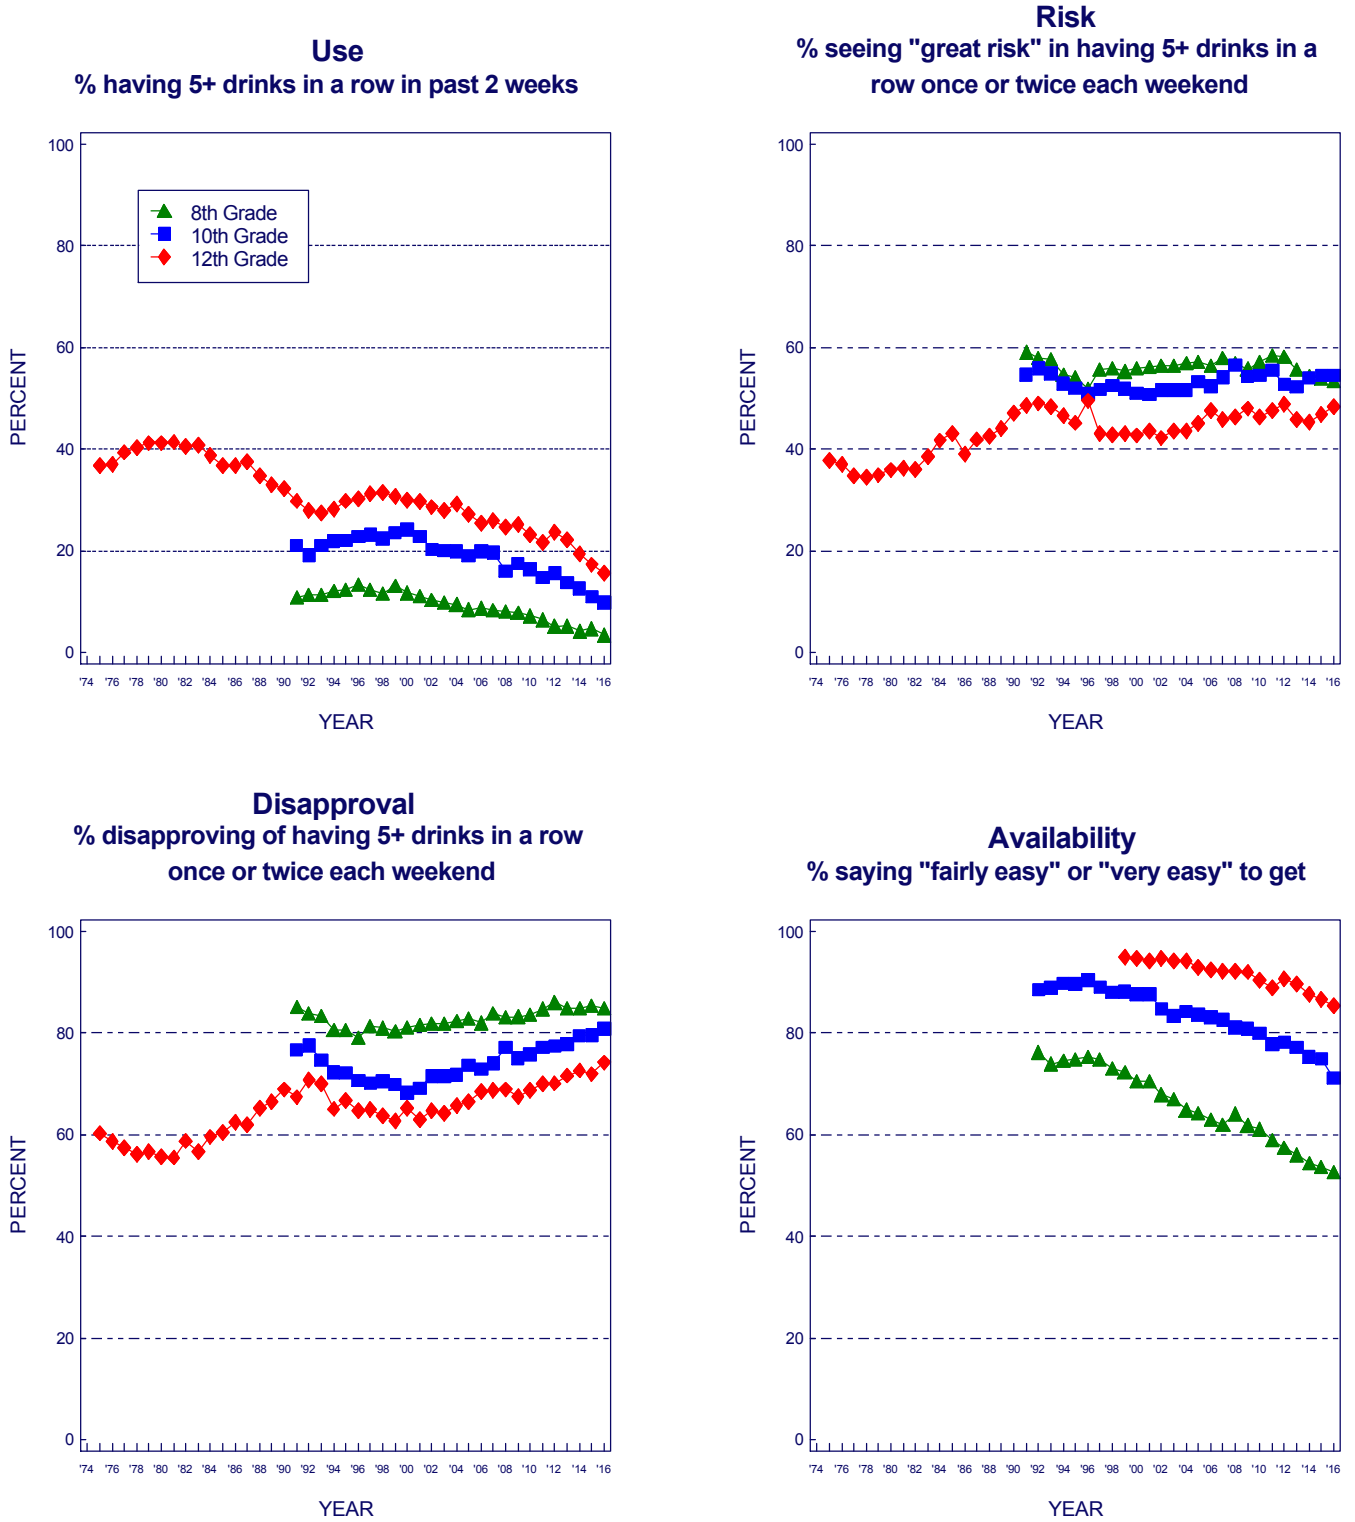 Use
% having 5+ drinks in a row in past 2 weeks
100
80
60
40
20
0
PERCENT
8th Grade
10th Grade
12th Grade
'74 '76 '78 '80 '82 '84 '86 '88 '90 '92 '94 '96 '98 '00 '02 '04 '06 '08 '10 '12 '14 '16
YEAR
Risk
% seeing "great risk" in having 5+ drinks in a
row once or twice each weekend
100
80
60
40
20
0
PERCENT
'74 '76 '78 '80 '82 '84 '86 '88 '90 '92 '94 '96 '98 '00 '02 '04 '06 '08 '10 '12 '14 '16
YEAR
Disapproval
% disapproving of having 5+ drinks in a row
once or twice each weekend
100
80
60
40
20
0
PERCENT
'74 '76 '78 '80 '82 '84 '86 '88 '90 '92 '94 '96 '98 '00 '02 '04 '06 '08 '10 '12 '14 '16
YEAR
Availability
% saying "fairly easy" or "very easy" to get
100
80
60
40
20
0
PERCENT
'74 '76 '78 '80 '82 '84 '86 '88 '90 '92 '94 '96 '98 '00 '02 '04 '06 '08 '10 '12 '14 '16
YEAR